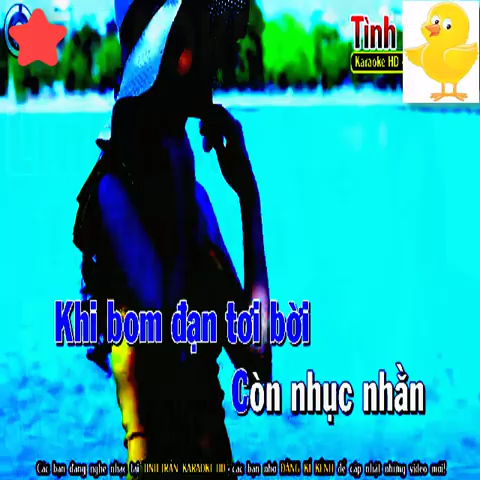 Tình
Karaoke HD
Khi bom đạn tơi bời
Còn nhục nhằn
Các bạn đang nghe nhạc tại TÌNH TRẦN KARAOKE HD - các bạn nhớ ĐĂNG KÍ KÊNH để cập nhật những video mới!